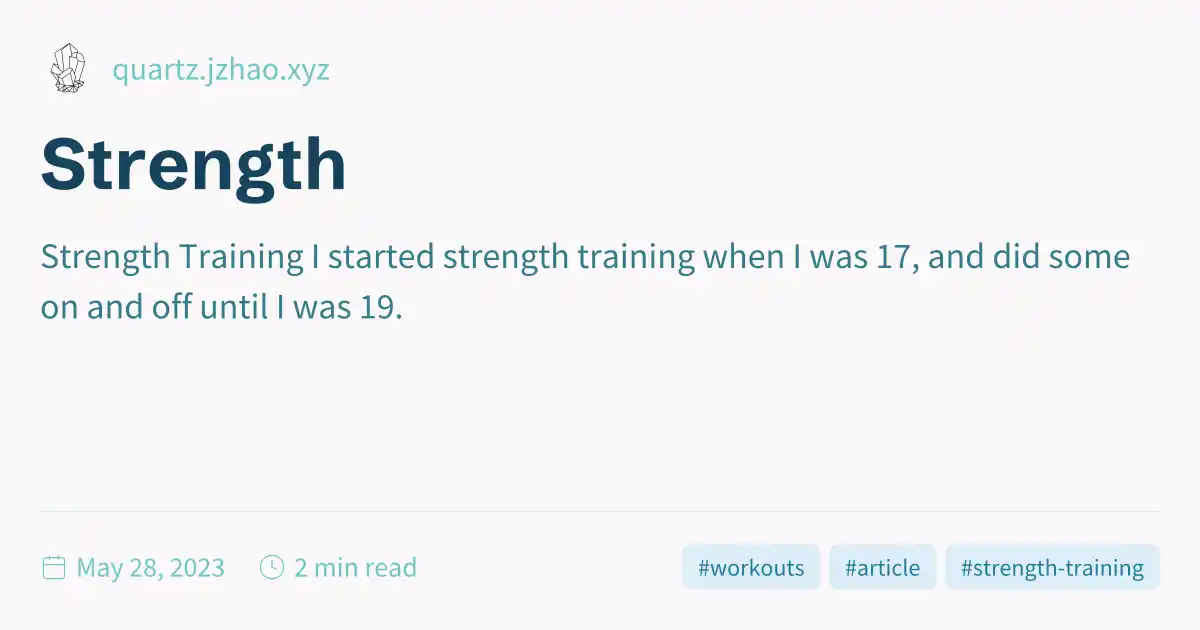 quartz.jzhao.xyz
Strength
Strength Training I started strength training when I was 17, and did some
on and off until I was 19.
May 28, 2023 2 min read #workouts #article #strength-training